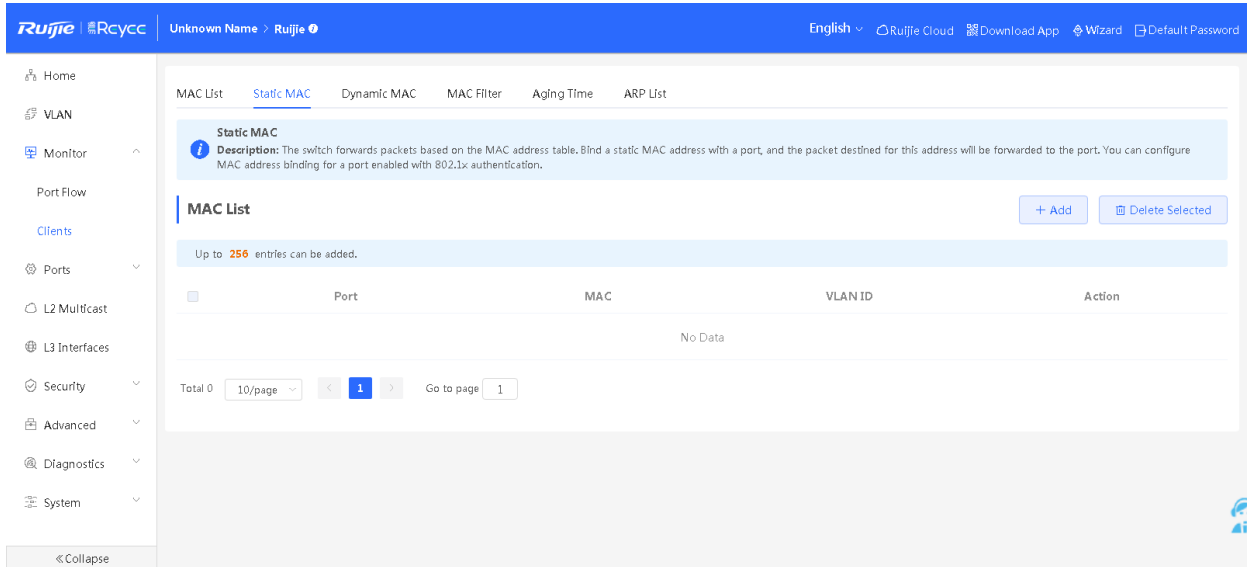 Ruijie Rcycc Unknown Name > Ruijie English Ruijie Cloud Download App Wizard Default Password
Home
VLAN
Monitor
Port Flow
Clients
Ports
L2 Multicast
L3 Interfaces
Security
Advanced
Diagnostics
System
«Collapse
MAC List Static MAC Dynamic MAC MAC Filter Aging Time ARP List
Static MAC
Description: The switch forwards packets based on the MAC address table. Bind a static MAC address with a port, and the packet destined for this address will be forwarded to the port. You can configure
MAC address binding for a port enabled with 802.1x authentication.
MAC List + Add Delete Selected
Up to 256 entries can be added.
Port MAC VLAN ID Action
No Data
Total 0 10/page < 1 > Go to page 1